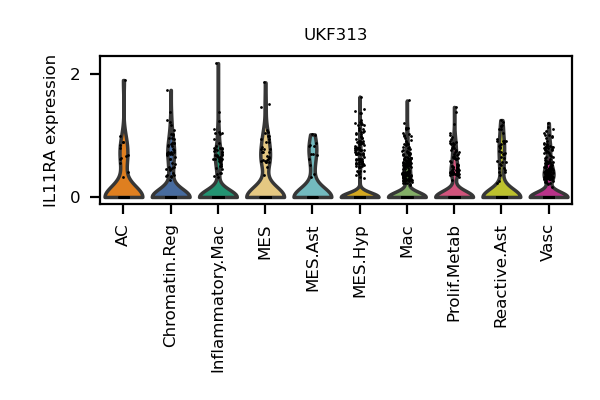 UKF313
IL11RA expression
2
0
AC
Chromatin.Reg
Inflammatory.Mac
MES
MES.Ast
MES.Hyp
Mac
Prolif.Metab
Reactive.Ast
Vasc